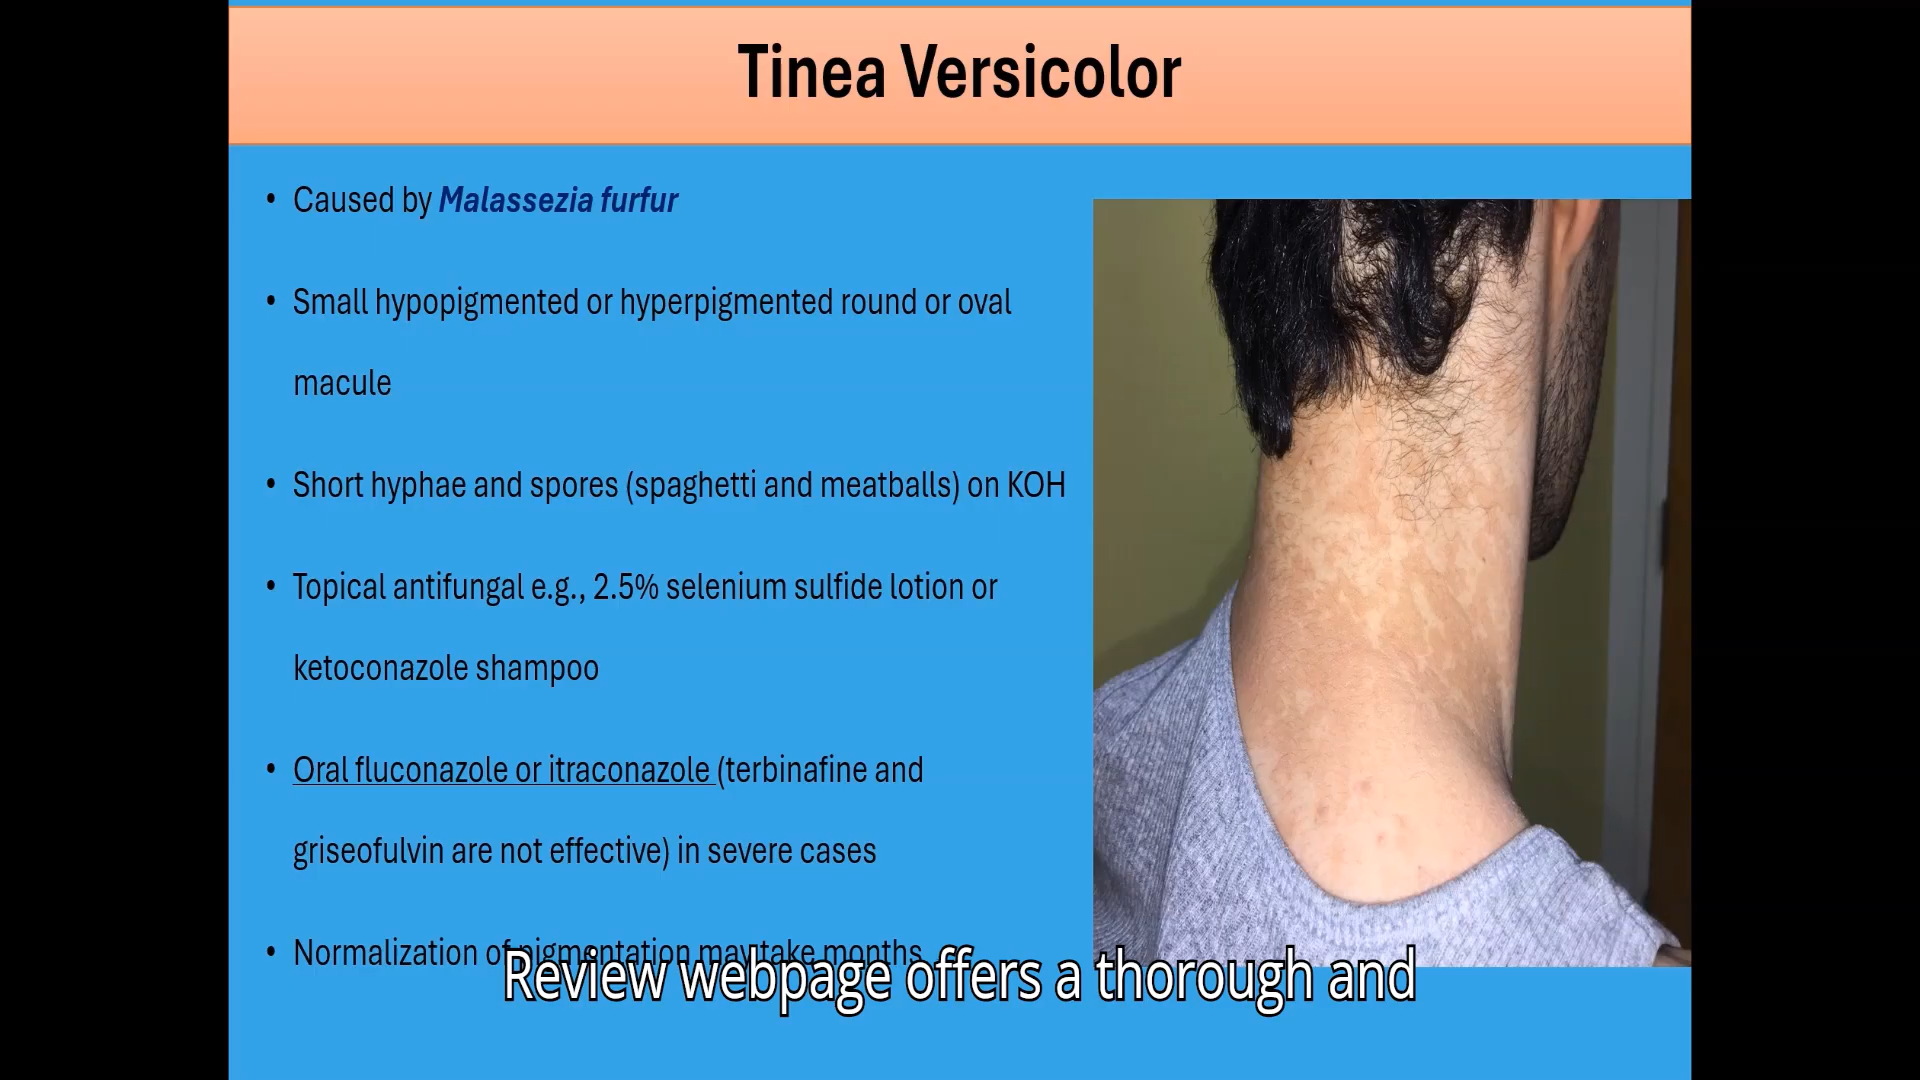 Tinea Versicolor
• Caused by Malassezia furfur
• Small hypopigmented or hyperpigmented round or oval
macule
• Short hyphae and spores (spaghetti and meatballs) on KOH
• Topical antifungal e.g., 2.5% selenium sulfide lotion or
ketoconazole shampoo
• Oral fluconazole or itraconazole (terbinafine and
griseofulvin are not effective) in severe cases
• Normalization of pigmentation may take months
Review webpage offers a thorough and